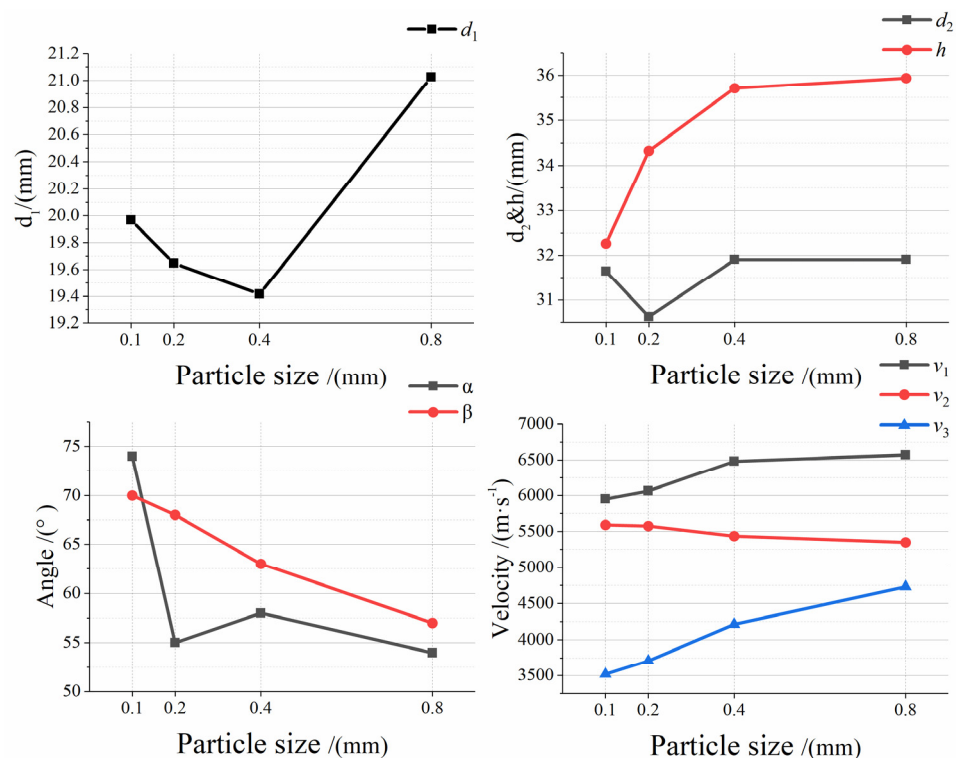 d₁
21.2
21.0
20.8
20.6
20.4
20.2
20.0
19.8
19.6
19.4
19.2
d₁/(mm)
0.1 0.2 0.4 0.8
Particle size /(mm)
d₂
h
36
35
34
33
32
31
d₂&h/(mm)
0.1 0.2 0.4 0.8
Particle size /(mm)
α
β
75
70
65
60
55
50
Angle /(° )
0.1 0.2 0.4 0.8
Particle size /(mm)
v₁
v₂
v₃
7000
6500
6000
5500
5000
4500
4000
3500
Velocity /(m·s⁻¹)
0.1 0.2 0.4 0.8
Particle size /(mm)